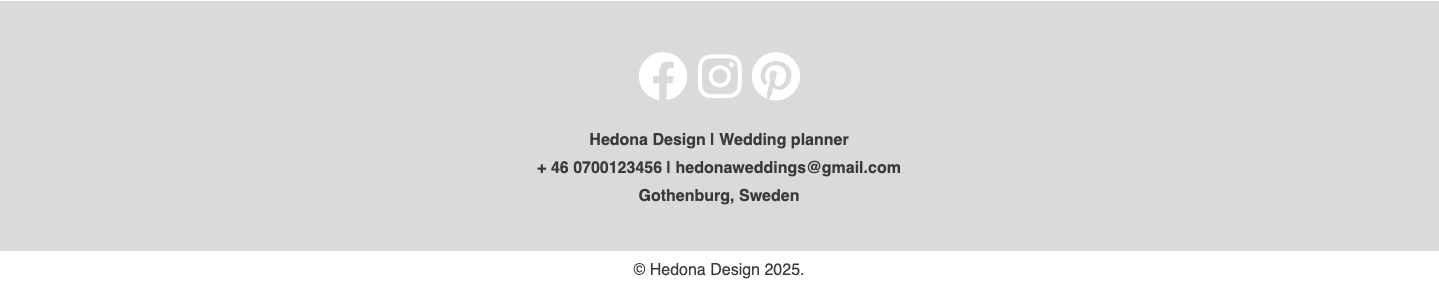 Hedona Design | Wedding planner
+ 46 0700123456 | hedonaweddings@gmail.com
Gothenburg, Sweden
© Hedona Design 2025.